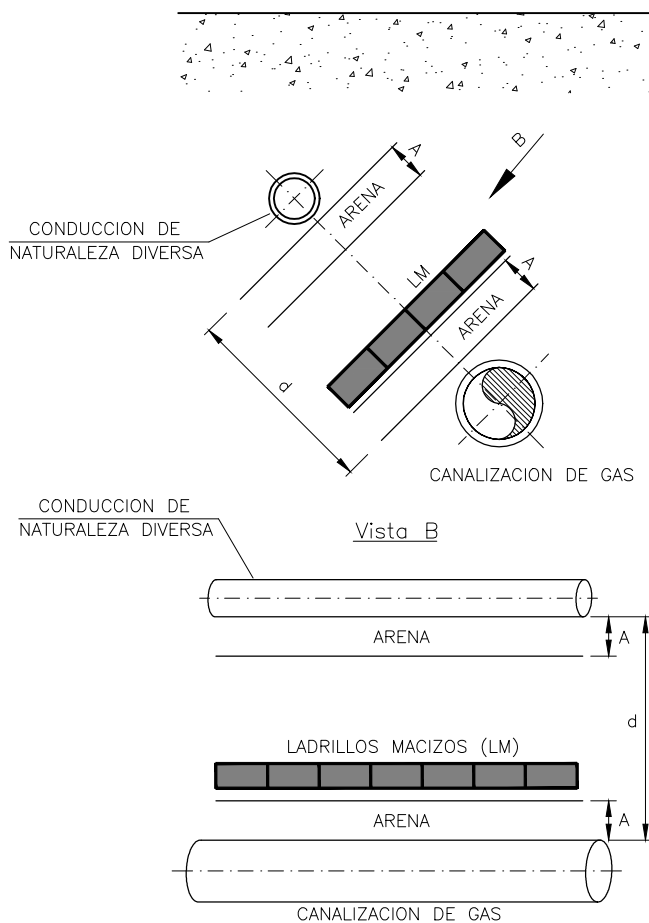 A
B
ARENA
CONDUCCION DE
NATURALEZA DIVERSA
LM
A
ARENA
d
CANALIZACION DE GAS
CONDUCCION DE
NATURALEZA DIVERSA
Vista B
ARENA
A
d
LADRILLOS MACIZOS (LM)
ARENA
A
CANALIZACION DE GAS